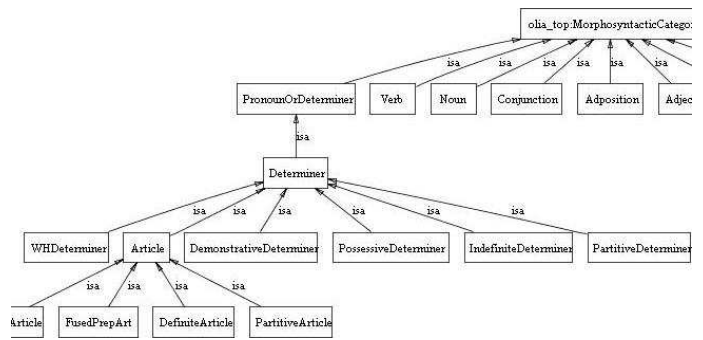 olia_top:MorphosyntacticCatego
isa isa isa isa isa isa isa
PronounOrDeterminer Verb Noun Conjunction Adposition Adjec
isa
Determiner
isa isa isa isa isa isa
WHDeterminer Article DemonstrativeDeterminer PossessiveDeterminer IndefiniteDeterminer PartitiveDeterminer
isa isa isa isa
Article FusedPrepArt DefiniteArticle PartitiveArticle